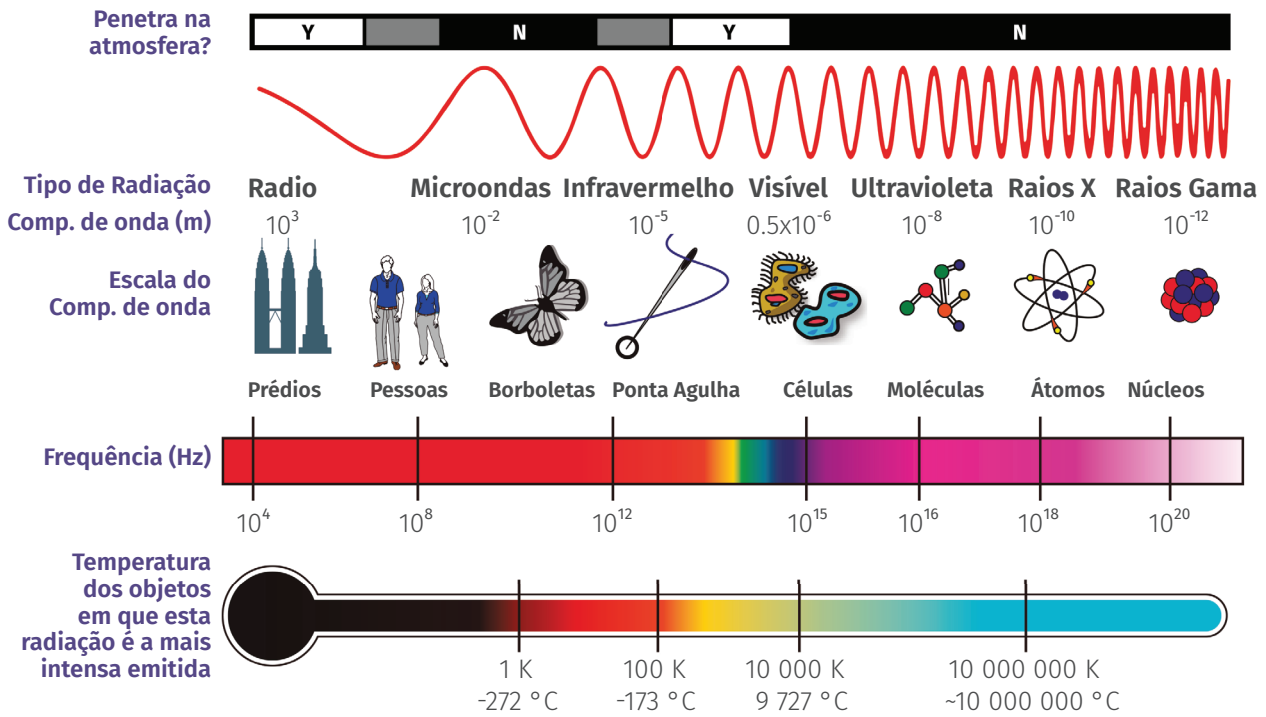 Penetra na
atmosfera?
Y N Y N
Tipo de Radiação
Radio Microondas Infravermelho Visível Ultravioleta Raios X Raios Gama
Comp. de onda (m)
10³ 10⁻² 10⁻⁵ 0.5x10⁻⁶ 10⁻⁸ 10⁻¹⁰ 10⁻¹²
Escala do
Comp. de onda
Prédios Pessoas Borboletas Ponta Agulha Células Moléculas Átomos Núcleos
Frequência (Hz)
10⁴ 10⁸ 10¹² 10¹⁵ 10¹⁶ 10¹⁸ 10²⁰
Temperatura
dos objetos
em que esta
radiação é a mais
intensa emitida
1 K 100 K 10 000 K 10 000 000 K
-272 °C -173 °C 9 727 °C ~10 000 000 °C